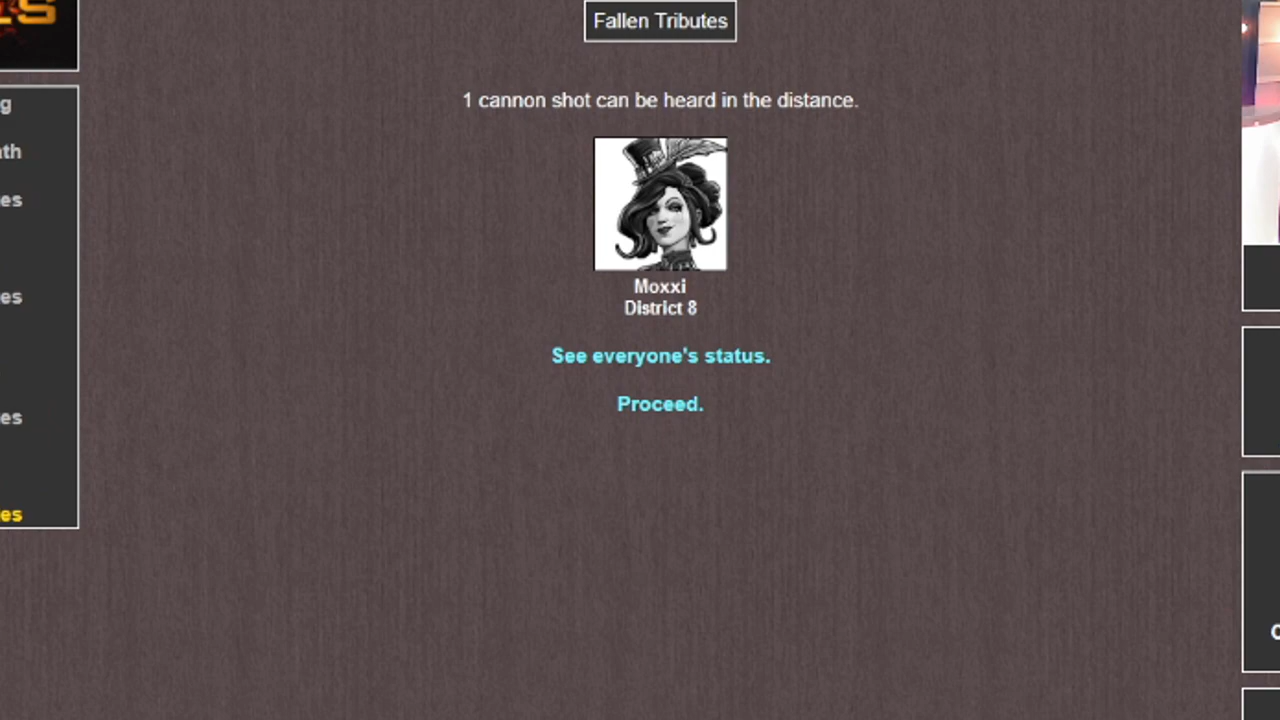 Fallen Tributes
1 cannon shot can be heard in the distance.
Moxxi
District 8
See everyone's status.
Proceed.